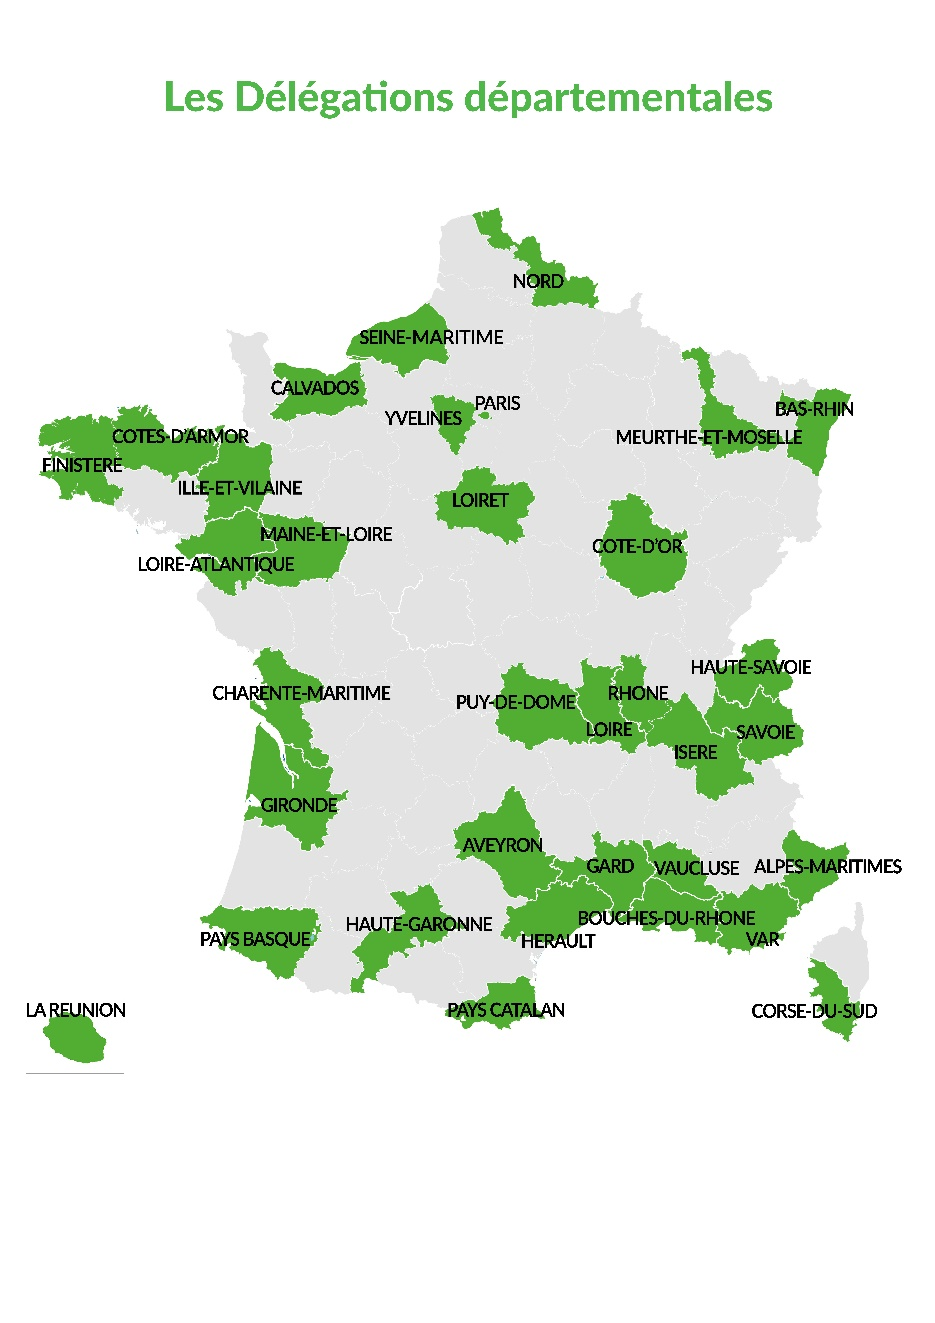 Les Délégations départementales
NORD
SEINE-MARITIME
CALVADOS
PARIS
YVELINES
BAS-RHIN
MEURTHE-ET-MOSELLE
COTES-D'ARMOR
FINISTERE
ILLE-ET-VILAINE
LOIRET
MAINE-ET-LOIRE
COTE-D'OR
LOIRE-ATLANTIQUE
HAUTE-SAVOIE
CHARENTE-MARITIME
PUY-DE-DOME
RHONE
LOIRE
SAVOIE
ISERE
GIRONDE
AVEYRON
GARD
VAUCLUSE
ALPES-MARITIMES
HAUTE-GARONNE
BOUCHES-DU-RHONE
PAYS BASQUE
HERAULT
VAR
LA REUNION
PAYS CATALAN
CORSE-DU-SUD